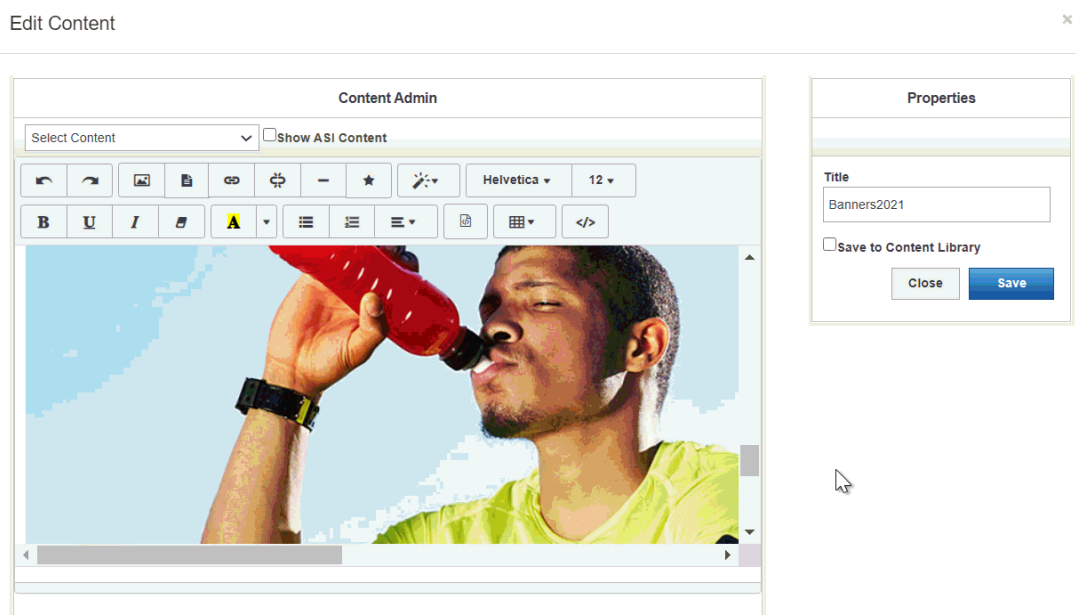 Edit Content
×
Content Admin
Select Content
Show ASI Content
Helvetica
12
B U I A
</>
Properties
Title
Banners2021
Save to Content Library
Close
Save